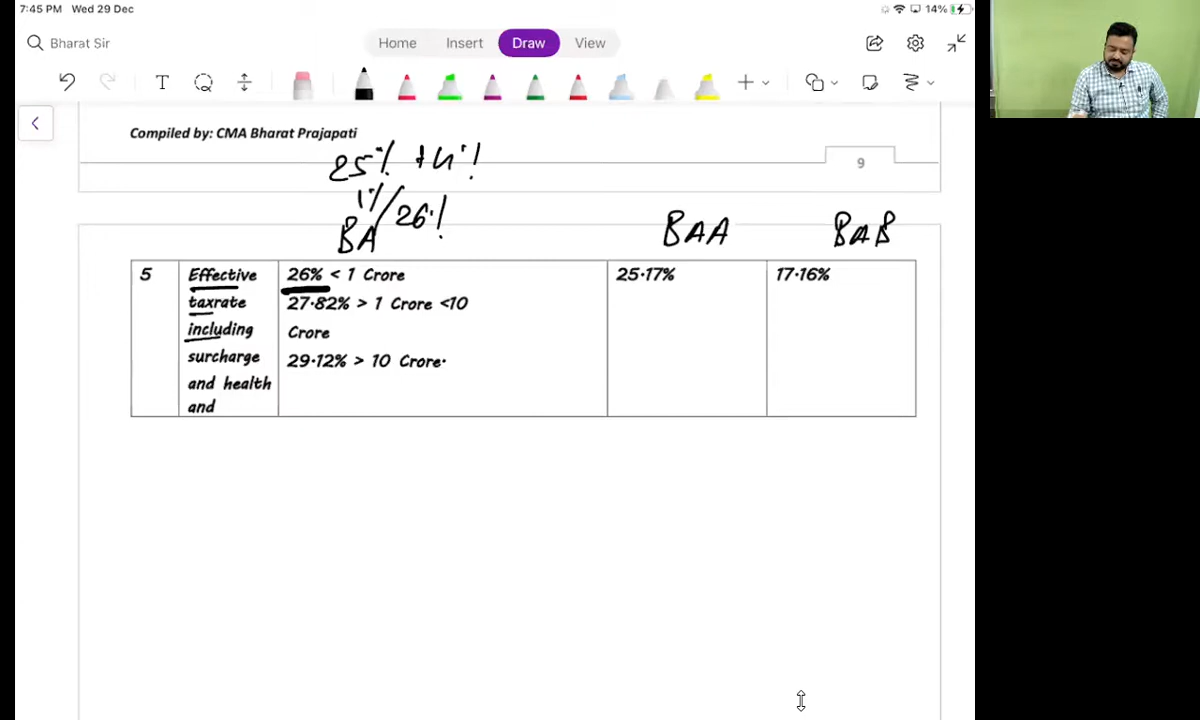 7:45 PM Wed 29 Dec
14%
Bharat Sir
Home Insert Draw View
Compiled by: CMA Bharat Prajapati
9
25% + 4%
1% / 26%
BA BAA BAB
5 Effective 26% < 1 Crore 25.17% 17.16%
taxrate 27.82% > 1 Crore <10
including Crore
surcharge 29.12% > 10 Crore.
and health
and